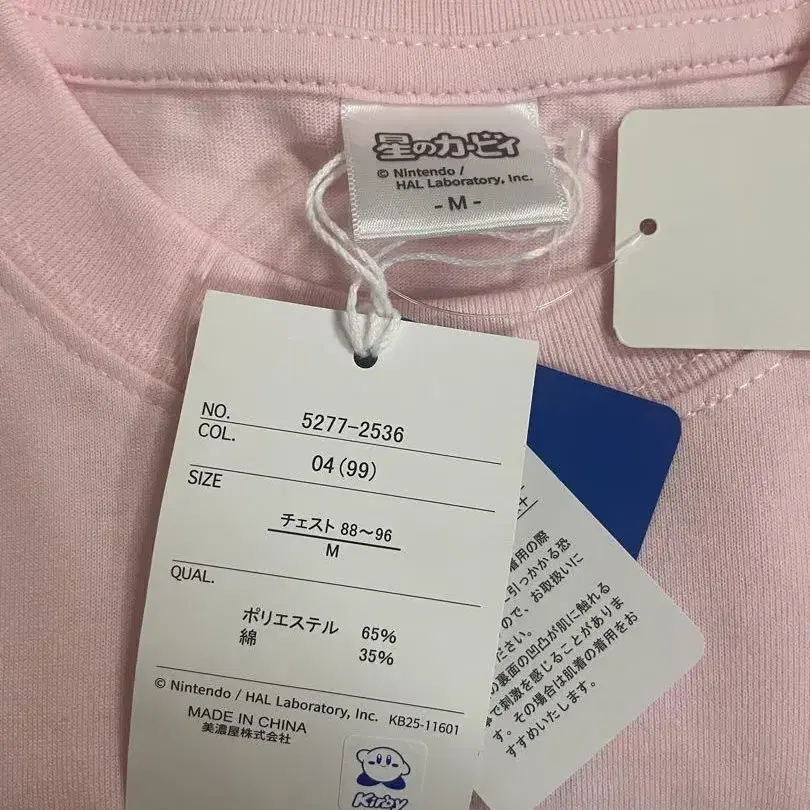 星のカービィ
© Nintendo /
HAL Laboratory, Inc.
- M -
NO. 5277-2536
COL. 04(99)
SIZE
チェスト 88～96
M
QUAL.
ポリエステル 65%
綿 35%
© Nintendo / HAL Laboratory, Inc. KB25-11601
MADE IN CHINA
美濃屋株式会社
Kirby
着用の際
に引っかかる恐
ので、お取扱いに
ださい。
の裏面の凹凸が肌に触れる
で刺激を感じることがありま
す。その場合は肌着の着用をお
すすめいたします。